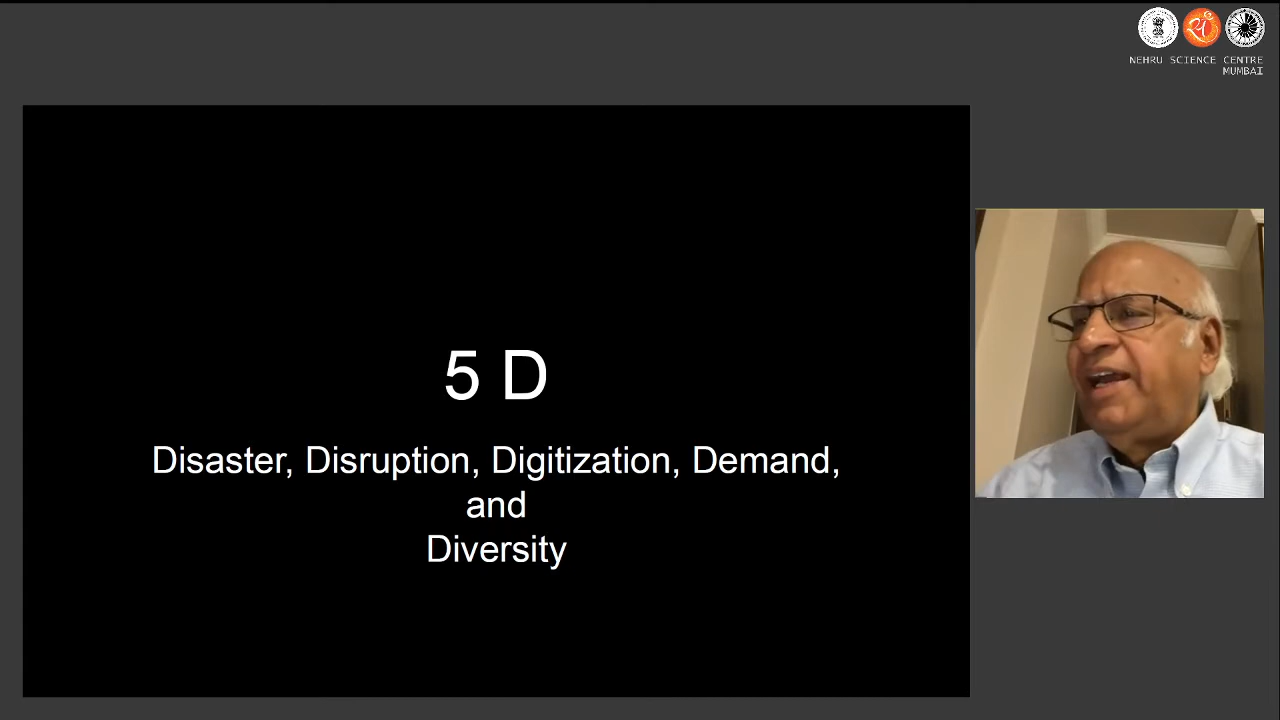 NEHRU SCIENCE CENTRE
MUMBAI
5 D
Disaster, Disruption, Digitization, Demand,
and
Diversity